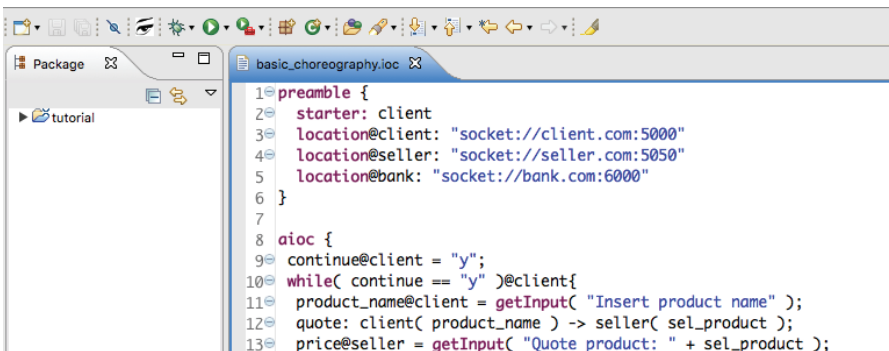 Package
tutorial
basic_choreography.ioc
1 preamble {
2 starter: client
3 location@client: "socket://client.com:5000"
4 location@seller: "socket://seller.com:5050"
5 location@bank: "socket://bank.com:6000"
6 }
7
8 aioc {
9 continue@client = "y";
10 while( continue == "y" )@client{
11 product_name@client = getInput( "Insert product name" );
12 quote: client( product_name ) -> seller( sel_product );
13 price@seller = getInput( "Quote product: " + sel_product );